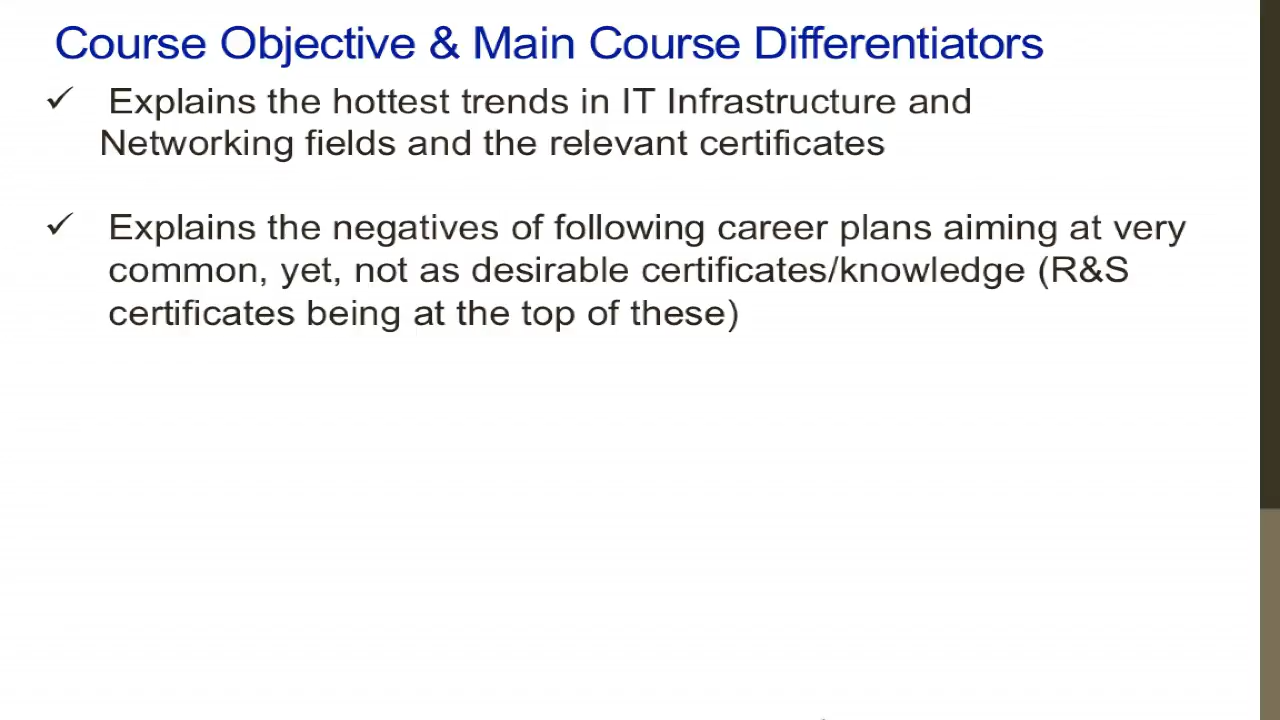 Course Objective & Main Course Differentiators
✓ Explains the hottest trends in IT Infrastructure and
Networking fields and the relevant certificates
✓ Explains the negatives of following career plans aiming at very
common, yet, not as desirable certificates/knowledge (R&S
certificates being at the top of these)